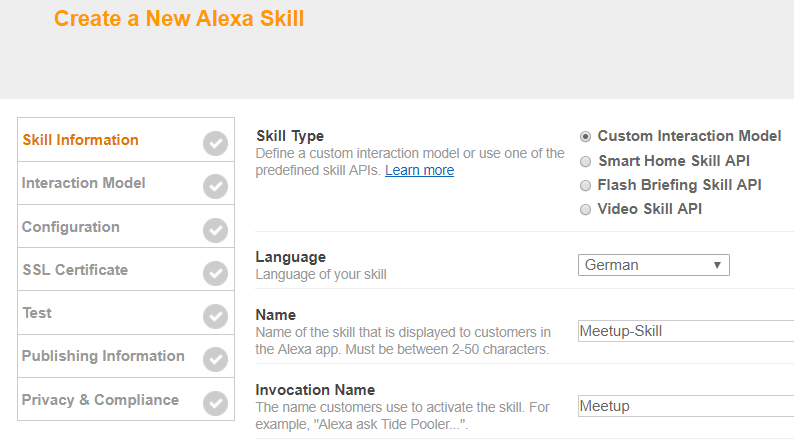 Create a New Alexa Skill
Skill Information
Interaction Model
Configuration
SSL Certificate
Test
Publishing Information
Privacy & Compliance
Skill Type
Define a custom interaction model or use one of the
predefined skill APIs. Learn more
Custom Interaction Model
Smart Home Skill API
Flash Briefing Skill API
Video Skill API
Language
Language of your skill
German
Name
Name of the skill that is displayed to customers in
the Alexa app. Must be between 2-50 characters.
Meetup-Skill
Invocation Name
The name customers use to activate the skill. For
example, "Alexa ask Tide Pooler...".
Meetup